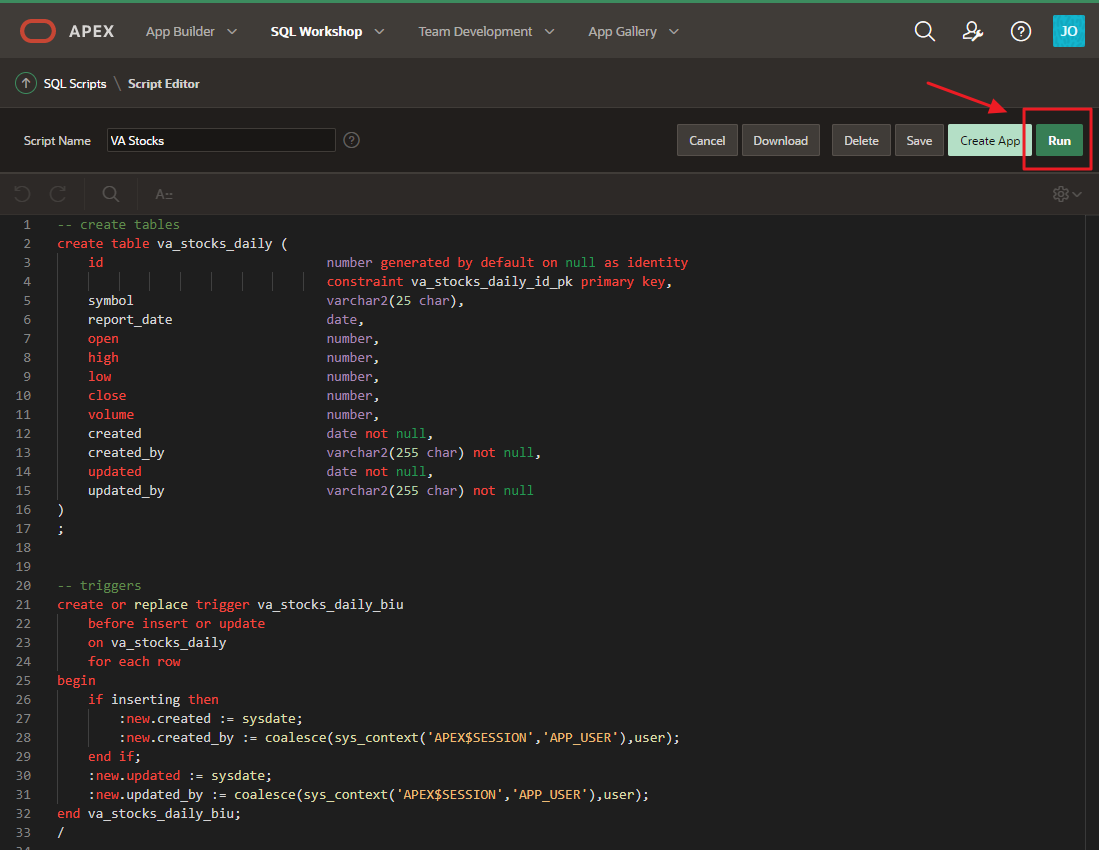 APEX App Builder SQL Workshop Team Development App Gallery JO
SQL Scripts \ Script Editor
Script Name VA Stocks ? Cancel Download Delete Save Create App Run
A::
1 -- create tables
2 create table va_stocks_daily (
3 id number generated by default on null as identity
4 constraint va_stocks_daily_id_pk primary key,
5 symbol varchar2(25 char),
6 report_date date,
7 open number,
8 high number,
9 low number,
10 close number,
11 volume number,
12 created date not null,
13 created_by varchar2(255 char) not null,
14 updated date not null,
15 updated_by varchar2(255 char) not null
16 )
17 ;
18
19
20 -- triggers
21 create or replace trigger va_stocks_daily_biu
22 before insert or update
23 on va_stocks_daily
24 for each row
25 begin
26 if inserting then
27 :new.created := sysdate;
28 :new.created_by := coalesce(sys_context('APEX$SESSION','APP_USER'),user);
29 end if;
30 :new.updated := sysdate;
31 :new.updated_by := coalesce(sys_context('APEX$SESSION','APP_USER'),user);
32 end va_stocks_daily_biu;
33 /